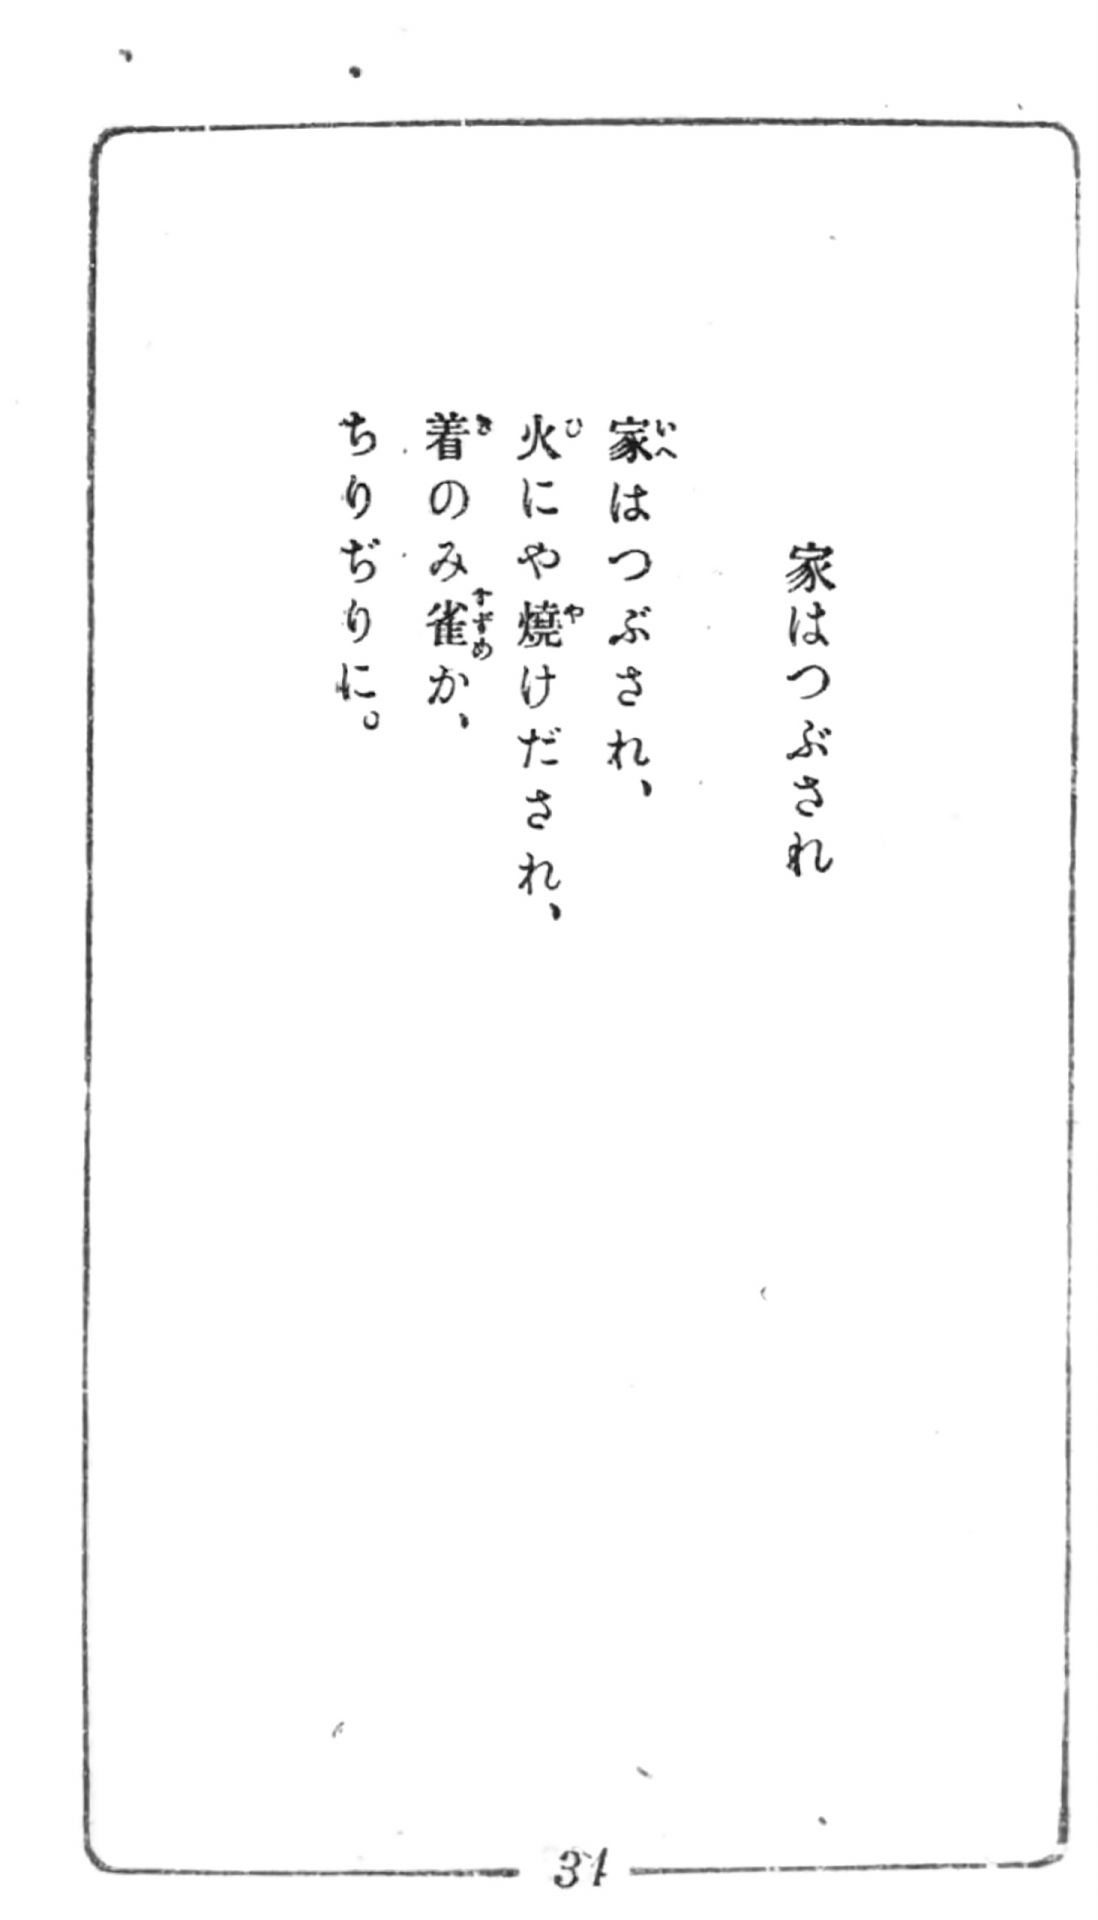 家はつぶされ
家はつぶされ、
火にや燒けだされ、
着のみ雀か、
ちりぢりに。
31